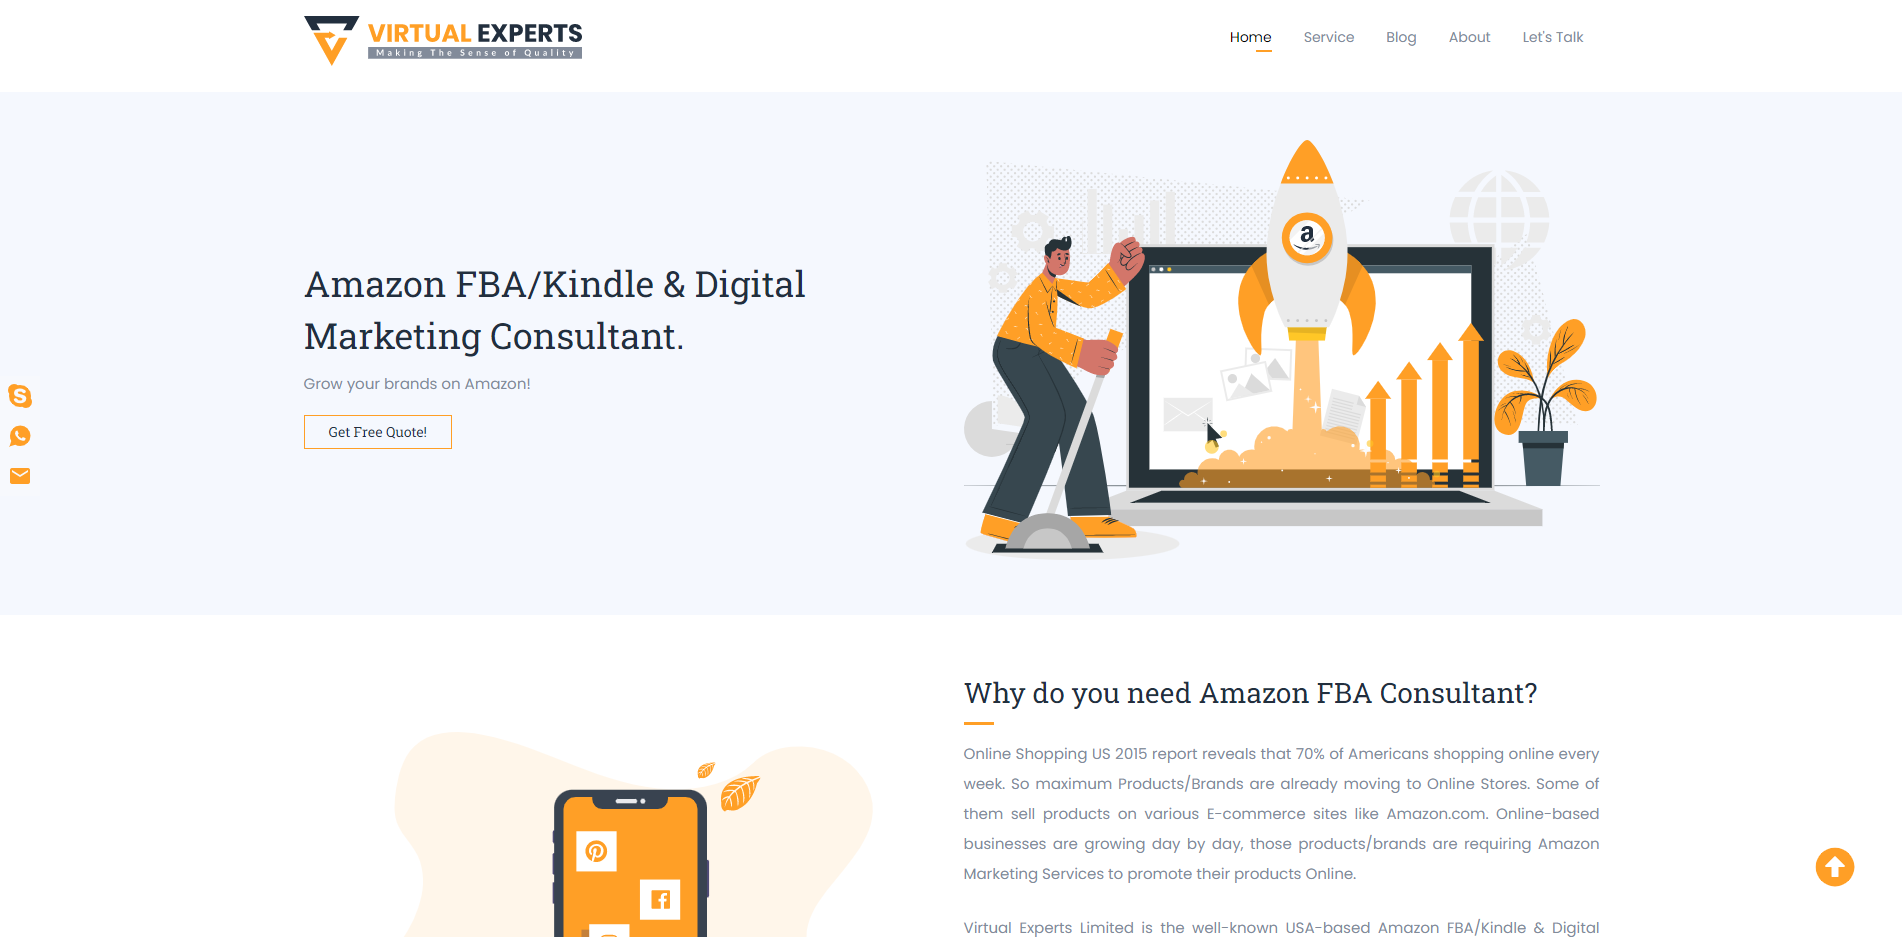 VIRTUAL EXPERTS
Making The Sense of Quality
Home
Service
Blog
About
Let's Talk
Amazon FBA/Kindle & Digital
Marketing Consultant.
Grow your brands on Amazon!
Get Free Quote!
a
Why do you need Amazon FBA Consultant?
Online Shopping US 2015 report reveals that 70% of Americans shopping online every
week. So maximum Products/Brands are already moving to Online Stores. Some of
them sell products on various E-commerce sites like Amazon.com. Online-based
businesses are growing day by day, those products/brands are requiring Amazon
Marketing Services to promote their products Online.
Virtual Experts Limited is the well-known USA-based Amazon FBA/Kindle & Digital